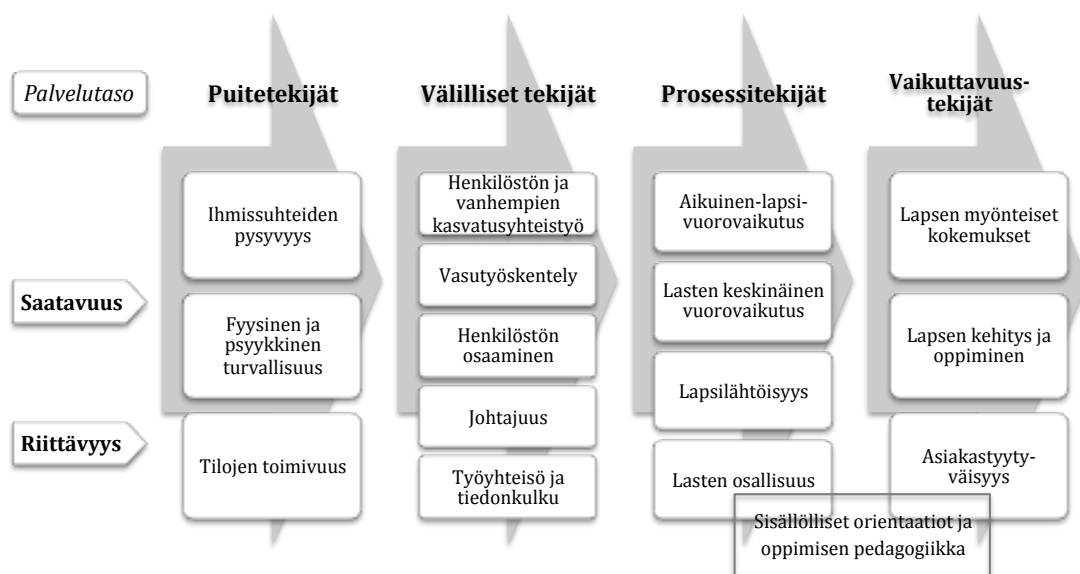 Palvelutaso
Saatavuus
Riittävyys
Puitetekijät
Ihmissuhteiden
pysyvyys
Fyysinen ja
psyykkinen
turvallisuus
Tilojen toimivuus
Välilliset tekijät
Henkilöstön ja
vanhempien
kasvatusyhteistyö
Vasutyöskentely
Henkilöstön
osaaminen
Johtajuus
Työyhteisö ja
tiedonkulku
Prosessitekijät
Aikuinen-lapsi-
vuorovaikutus
Lasten keskinäinen
vuorovaikutus
Lapsilähtöisyys
Lasten osallisuus
Sisällölliset orientaatiot ja
oppimisen pedagogiikka
Vaikuttavuus-
tekijät
Lapsen myönteiset
kokemukset
Lapsen kehitys ja
oppiminen
Asiakastyyty-
väisyys